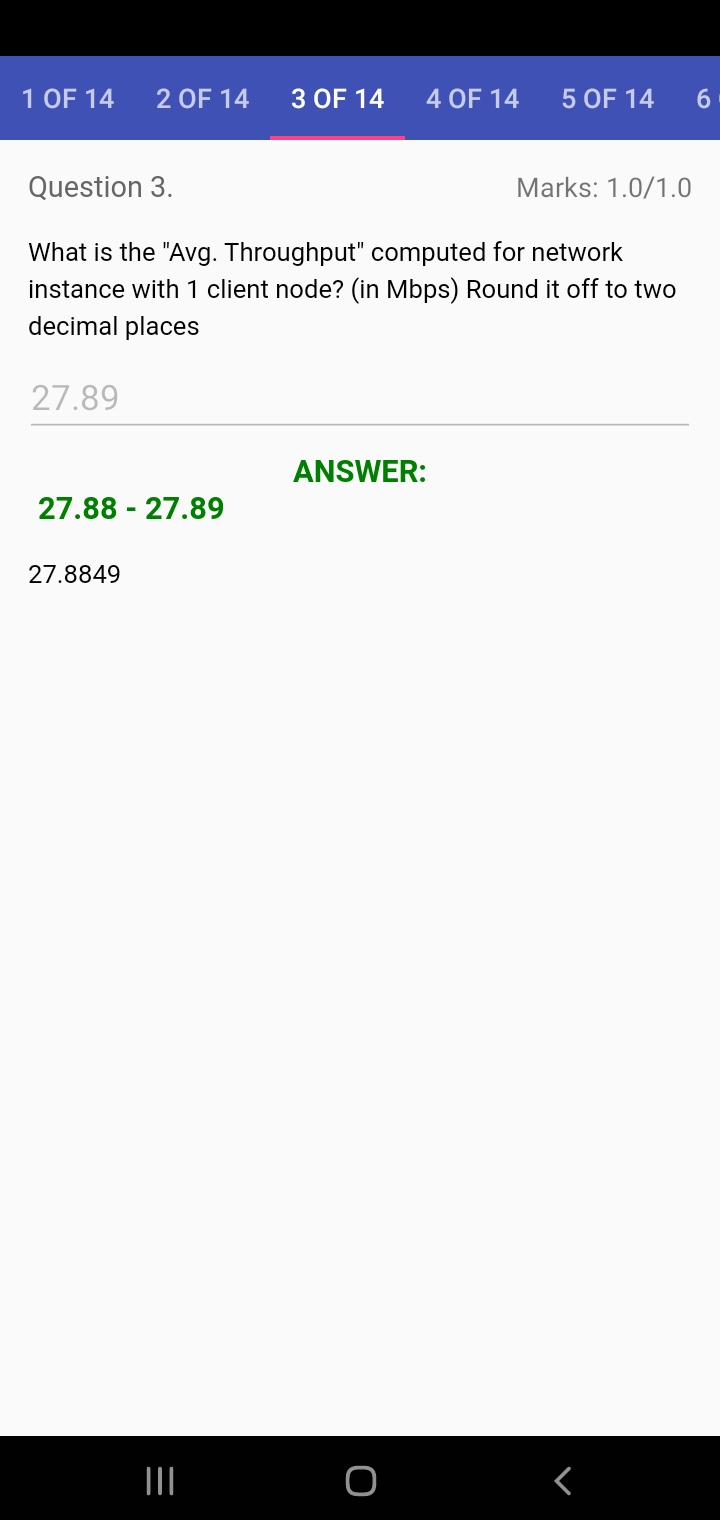 1 OF 14 2 OF 14 3 OF 14 4 OF 14 5 OF 14 6
Question 3. Marks: 1.0/1.0
What is the "Avg. Throughput" computed for network
instance with 1 client node? (in Mbps) Round it off to two
decimal places
27.89
ANSWER:
27.88 - 27.89
27.8849